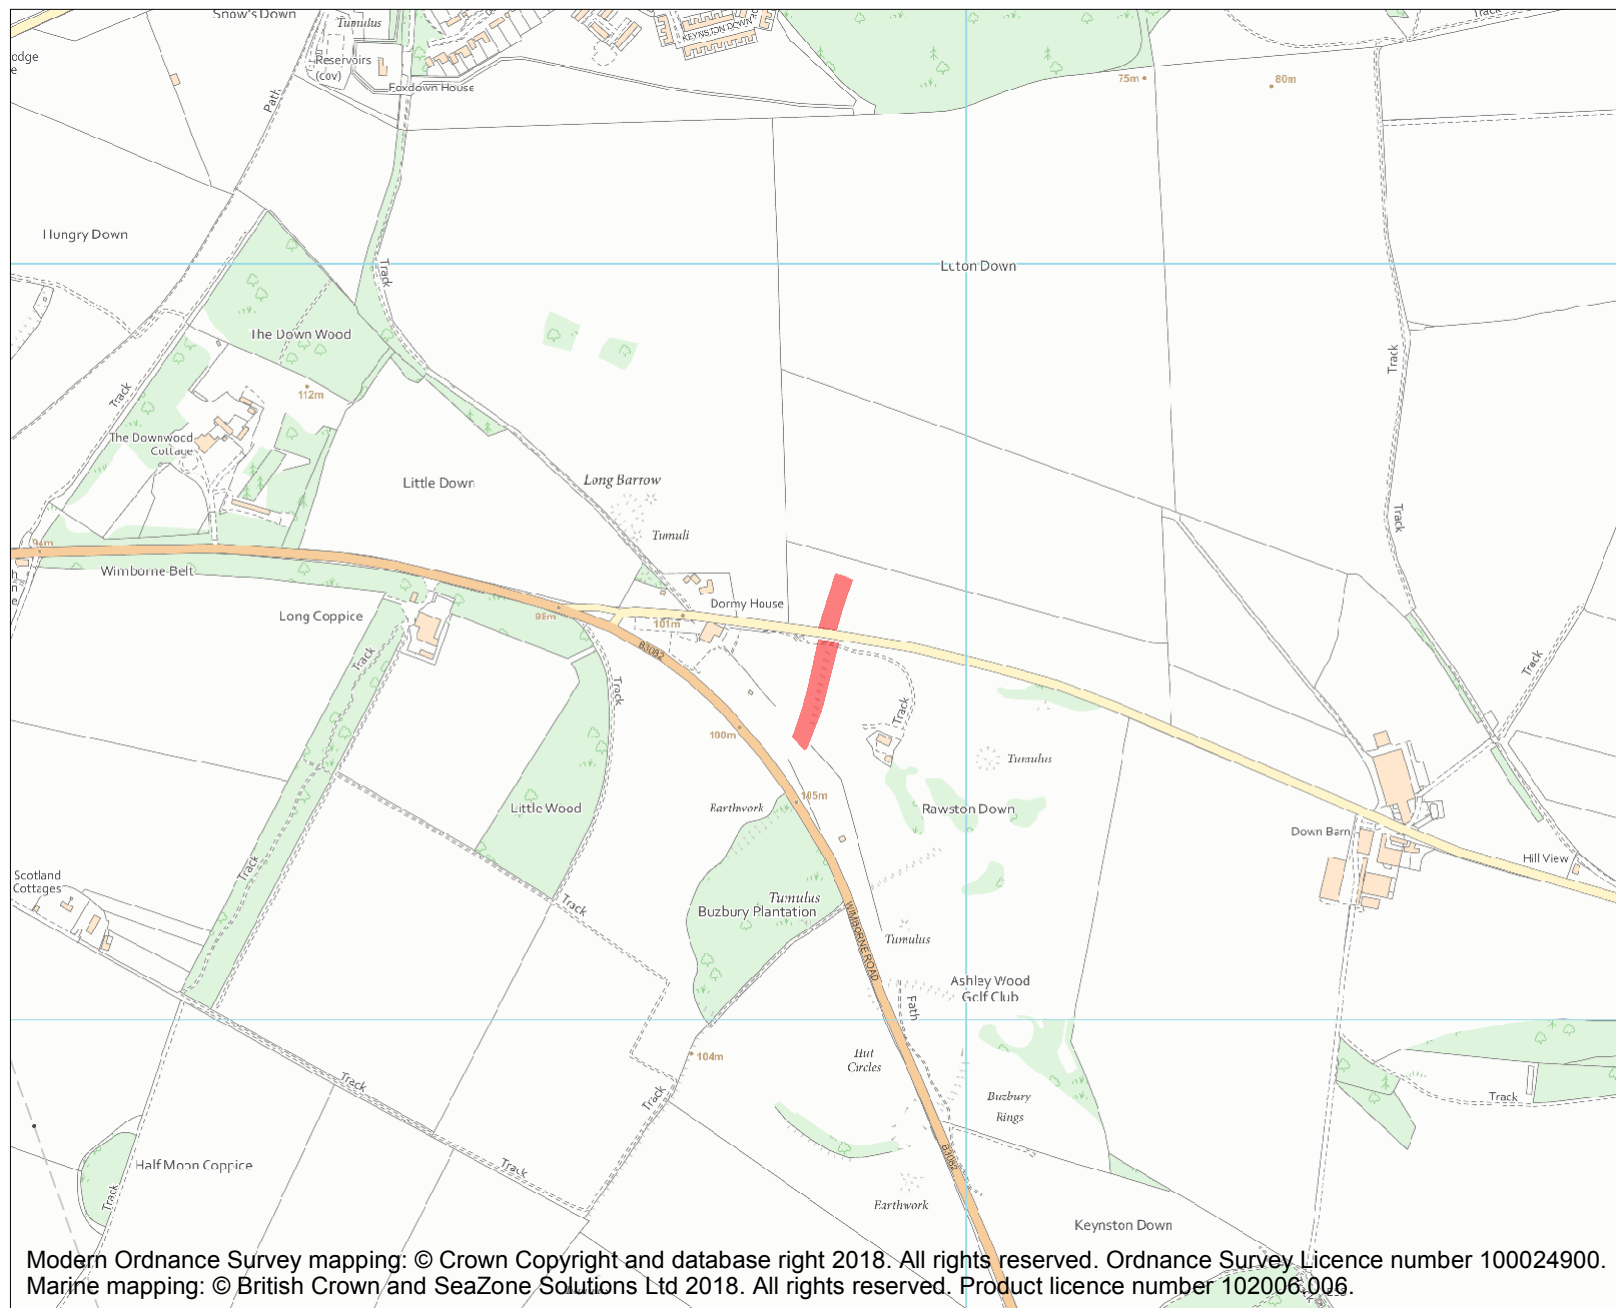 Snow's Down
Tumulus
Track
KEYNSTON DOWN
Reservoirs
(cov)
Foxdown House
75m
80m
Path
Hungry Down
Track
Luton Down
The Down Wood
Track
112m
Track
The Downwood
Cottage
Little Down
Long Barrow
Tumuli
Track
94m
Wimborne Belt
Long Coppice
98m
101m
Dormy House
B3082
Track
Track
Track
Track
100m
Tumulus
105m
Earthwork
Little Wood
Rawston Down
Down Barn
Hill View
Scotland
Cottages
Track
Track
Tumulus
Buzbury Plantation
WIMBORNE ROAD
Tumulus
Ashley Wood
Golf Club
Path
104m
Hut
Circles
Buzbury
Rings
Track
Track
Track
B3082
Half Moon Coppice
Track
Track
Earthwork
Keynston Down
Modern Ordnance Survey mapping: © Crown Copyright and database right 2018. All rights reserved. Ordnance Survey Licence number 100024900.
Marine mapping: © British Crown and SeaZone Solutions Ltd 2018. All rights reserved. Product licence number 102006.006.